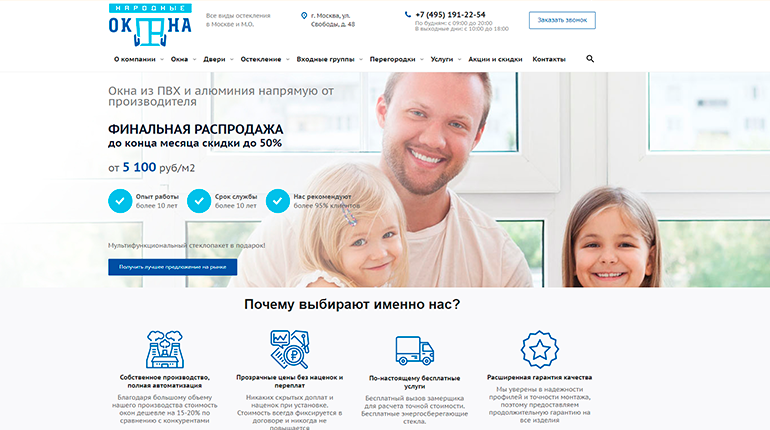 НАРОДНЫЕ
ОКНА
Все виды остекления
в Москве и М.О.
г. Москва, ул.
Свободы, д. 48
+7 (495) 191-22-54
По будням: с 09:00 до 20:00
В выходные дни: с 10:00 до 18:00
Заказать звонок
О компании Окна Двери Остекление Входные группы Перегородки Услуги Акции и скидки Контакты
Окна из ПВХ и алюминия напрямую от
производителя
ФИНАЛЬНАЯ РАСПРОДАЖА
до конца месяца скидки до 50%
от 5 100 руб/м2
Опыт работы
более 10 лет
Срок службы
более 10 лет
Нас рекомендуют
более 95% клиентов
Мультифункциональный стеклопакет в подарок!
Получить лучшее предложение на рынке
Почему выбирают именно нас?
Собственное производство,
полная автоматизация
Благодаря большому объему
нашего производства стоимость
окон дешевле на 15-20% по
сравнению с конкурентами
Прозрачные цены без наценок и
переплат
Никаких скрытых доплат и
наценок при установке.
Стоимость всегда фиксируется в
договоре и никогда не
повышается
По-настоящему бесплатные
услуги
Бесплатный вызов замерщика
для расчета точной стоимости.
Бесплатные энергосберегающие
стекла.
Расширенная гарантия качества
Мы уверены в надежности
профилей и точности монтажа,
поэтому предоставляем
продолжительную гарантию на
все изделия